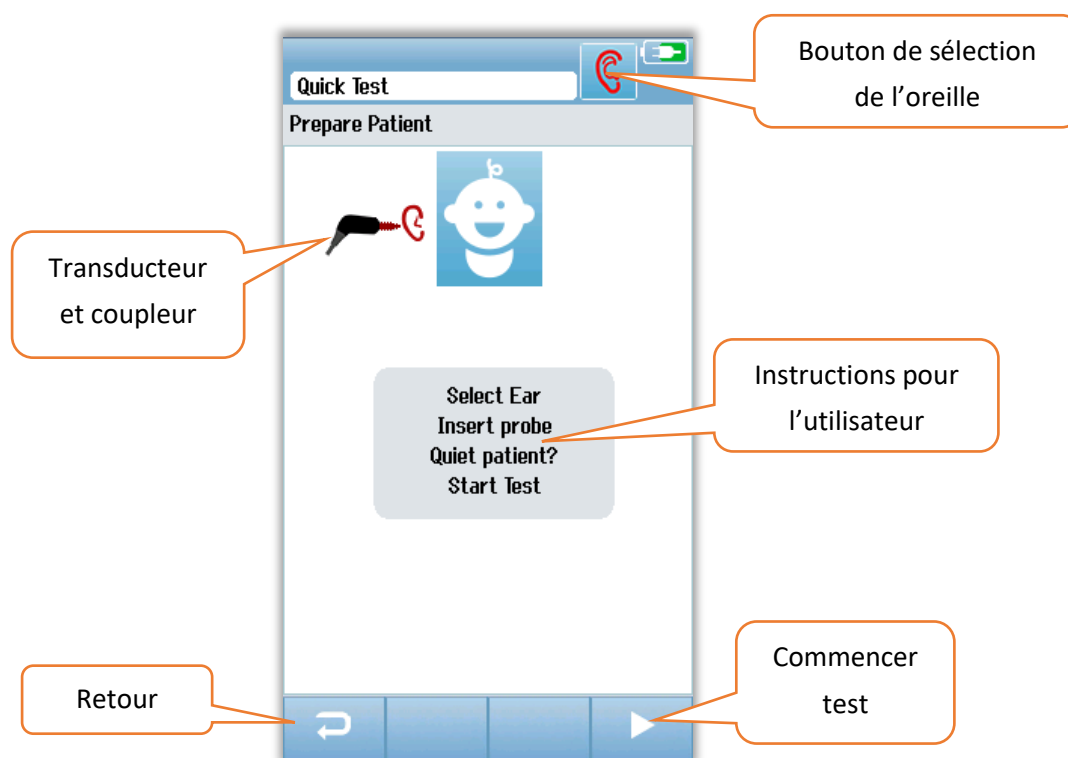 Bouton de sélection
de l’oreille
Quick Test
Prepare Patient
Transducteur
et coupleur
Select Ear
Insert probe
Quiet patient?
Start Test
Instructions pour
l’utilisateur
Retour
Commencer
test